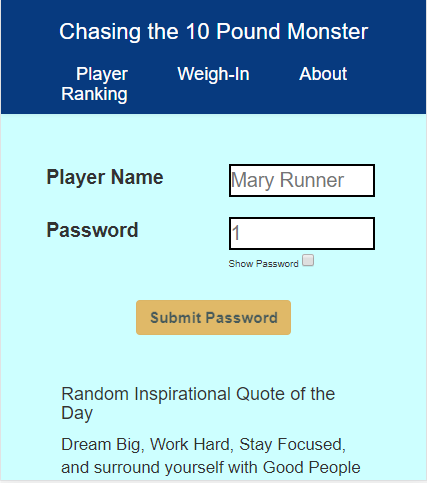 Chasing the 10 Pound Monster
Player Ranking
Weigh-In
About
Player Name
Mary Runner
Password
1
Show Password
Submit Password
Random Inspirational Quote of the
Day
Dream Big, Work Hard, Stay Focused,
and surround yourself with Good People